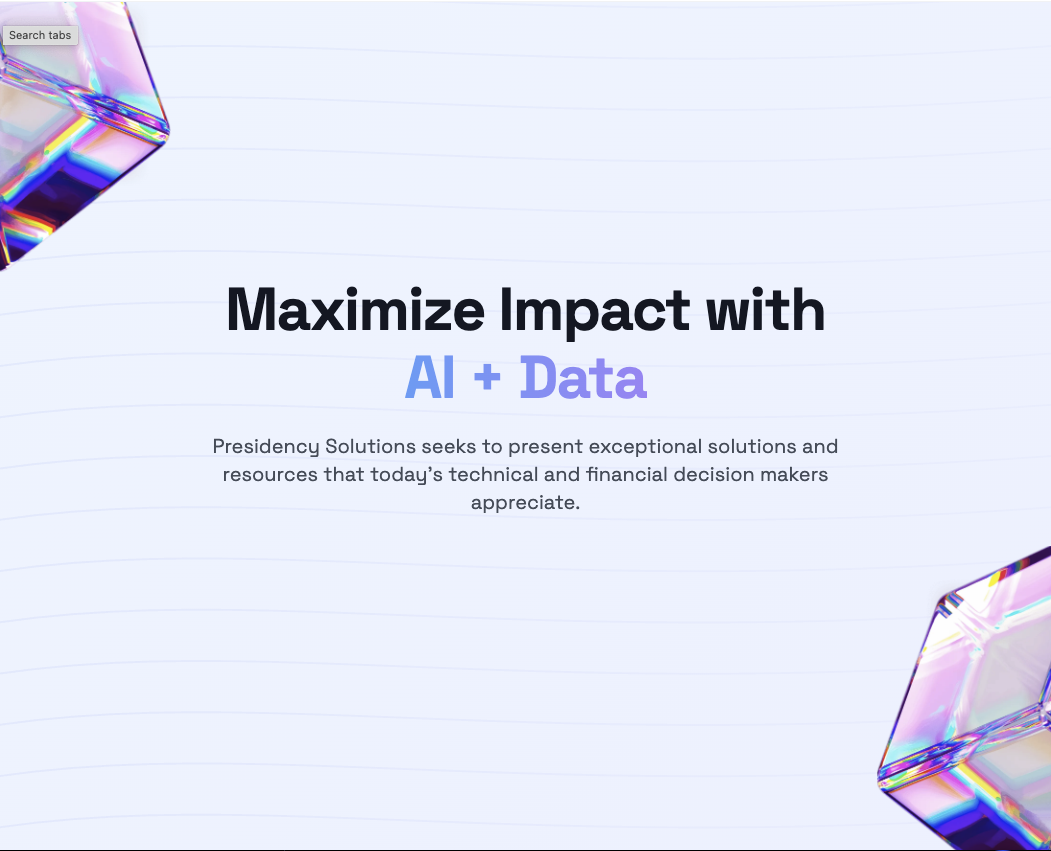 Search tabs
Maximize Impact with
AI + Data
Presidency Solutions seeks to present exceptional solutions and
resources that today's technical and financial decision makers
appreciate.